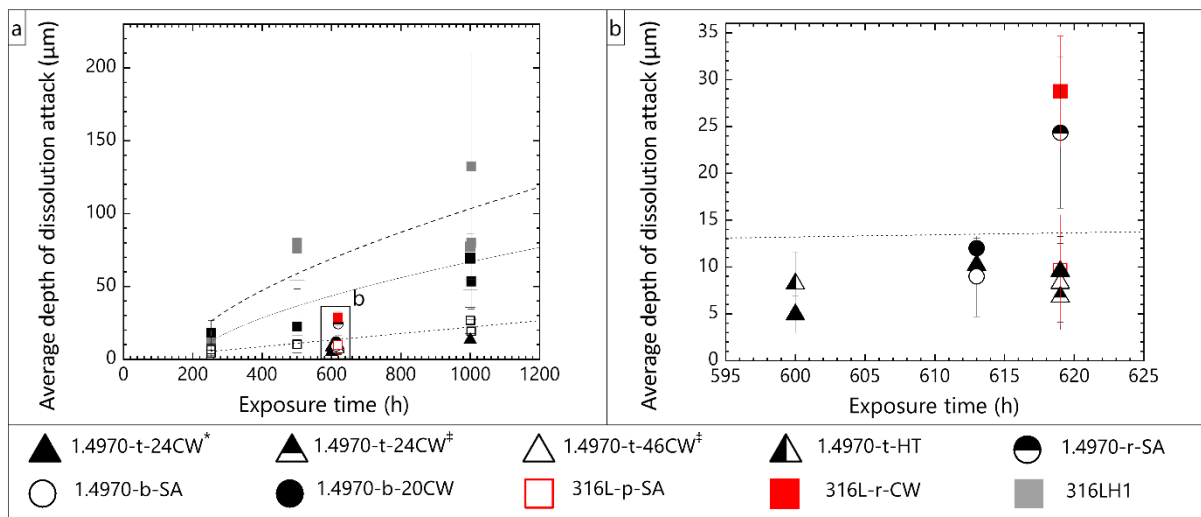 a
Average depth of dissolution attack (µm)
200
150
100
50
0
0 200 400 600 800 1000 1200
b
Exposure time (h)
b
Average depth of dissolution attack (µm)
35
30
25
20
15
10
5
0
595 600 605 610 615 620 625
Exposure time (h)
1.4970-t-24CW* 1.4970-t-24CW‡ 1.4970-t-46CW‡ 1.4970-t-HT 1.4970-r-SA
1.4970-b-SA 1.4970-b-20CW 316L-p-SA 316L-r-CW 316LH1